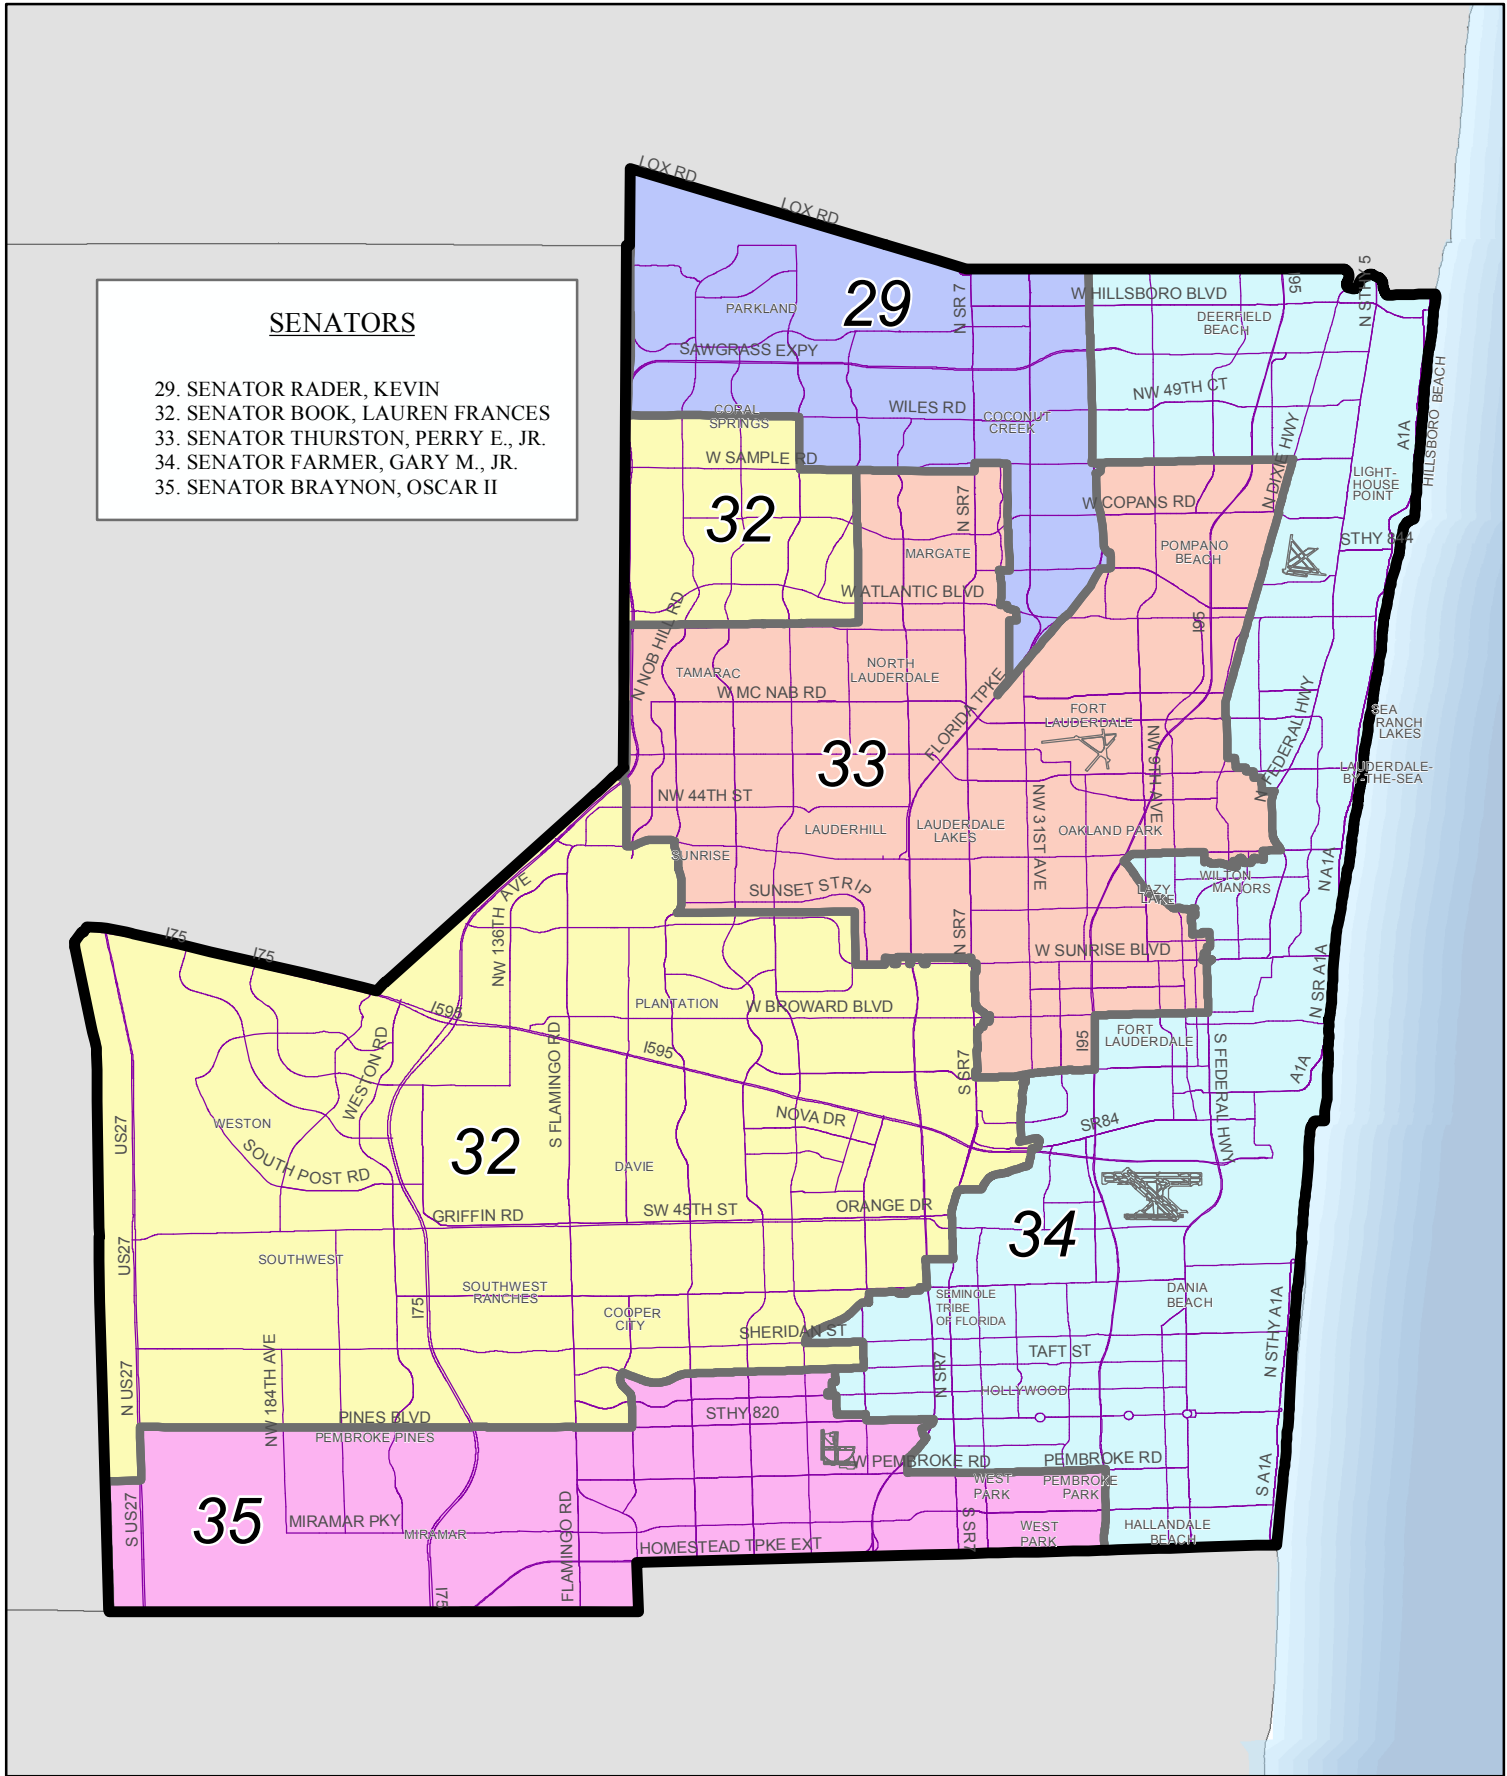 LOX RD
LOX RD
SENATORS
29. SENATOR RADER, KEVIN
32. SENATOR BOOK, LAUREN FRANCES
33. SENATOR THURSTON, PERRY E., JR.
34. SENATOR FARMER, GARY M., JR.
35. SENATOR BRAYNON, OSCAR II
29
PARKLAND
SAWGRASS EXPY
N SR 7
W HILLSBORO BLVD
I95
N STHY 5
DEERFIELD
BEACH
NW 49TH CT
HILLSBORO BEACH
A1A
CORAL
SPRINGS
WILES RD
COCONUT
CREEK
W SAMPLE RD
N DIXIE HWY
LIGHT-
HOUSE
POINT
32
N SR7
W COPANS RD
STHY 844
MARGATE
POMPANO
BEACH
W ATLANTIC BLVD
I95
N NOB HILL RD
TAMARAC
NORTH
LAUDERDALE
W MC NAB RD
FLORIDA TPKE
FORT
LAUDERDALE
N FEDERAL HWY
SEA
RANCH
LAKES
33
NW 9TH AVE
LAUDERDALE-
BY-THE-SEA
NW 44TH ST
LAUDERHILL
LAUDERDALE
LAKES
NW 31ST AVE
OAKLAND PARK
SUNRISE
SUNSET STRIP
LAZY
LAKE
WILTON
MANORS
NA1A
NW 136TH AVE
N SR7
W SUNRISE BLVD
I75
I75
I595
PLANTATION
W BROWARD BLVD
N SR A1A
WESTON RD
S FLAMINGO RD
I595
S SR7
I95
FORT
LAUDERDALE
S FEDERAL HWY
A1A
US27
WESTON
NOVA DR
SR84
SOUTH POST RD
32
DAVIE
GRIFFIN RD
SW 45TH ST
ORANGE DR
34
US27
SOUTHWEST
SOUTHWEST
RANCHES
I75
COOPER
CITY
SEMINOLE
TRIBE
OF FLORIDA
DANIA
BEACH
SHERIDAN ST
TAFT ST
N STHY A1A
N US27
NW 184TH AVE
N SR7
HOLLYWOOD
PINES BLVD
PEMBROKE PINES
STHY 820
W PEMBROKE RD
PEMBROKE RD
S A1A
WEST
PARK
PEMBROKE
PARK
35
S US27
MIRAMAR PKY
MIRAMAR
FLAMINGO RD
S SR7
WEST
PARK
HALLANDALE
BEACH
HOMESTEAD TPKE EXT
I75